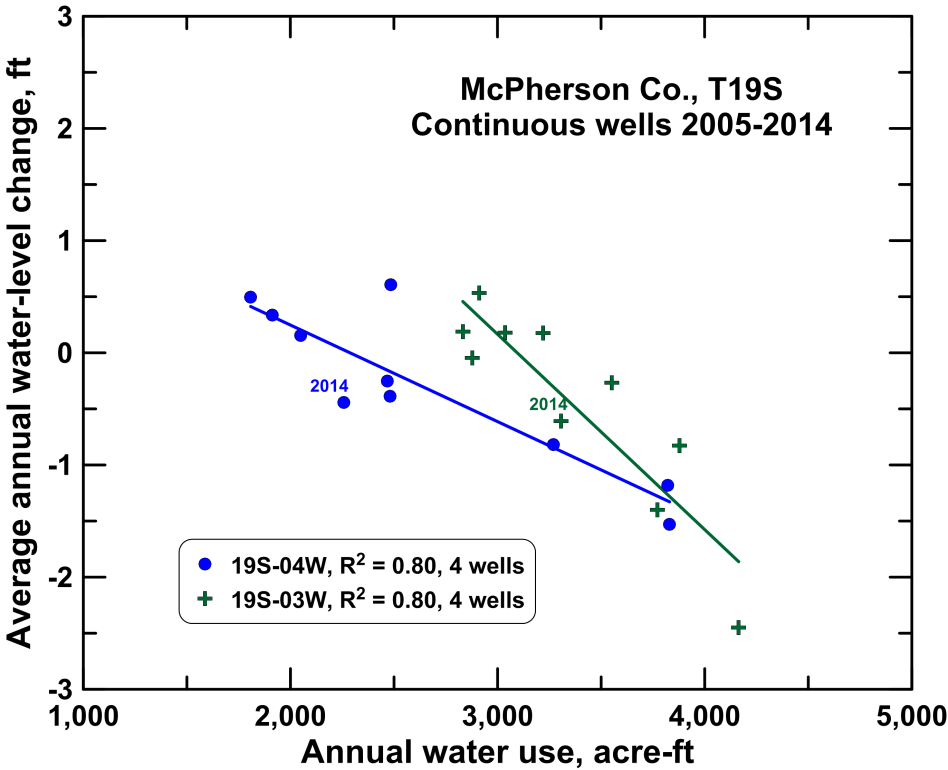 McPherson Co., T19S
Continuous wells 2005-2014
Average annual water-level change, ft
3
2
1
0
-1
-2
-3
2014
2014
19S-04W, R² = 0.80, 4 wells
19S-03W, R² = 0.80, 4 wells
1,000 2,000 3,000 4,000 5,000
Annual water use, acre-ft